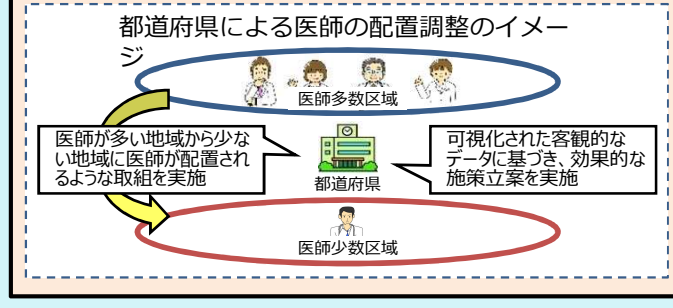 都道府県による医師の配置調整のイメー
ジ
医師多数区域
医師が多い地域から少な
い地域に医師が配置され
るような取組を実施
都道府県
可視化された客観的な
データに基づき、効果的な
施策立案を実施
医師少数区域